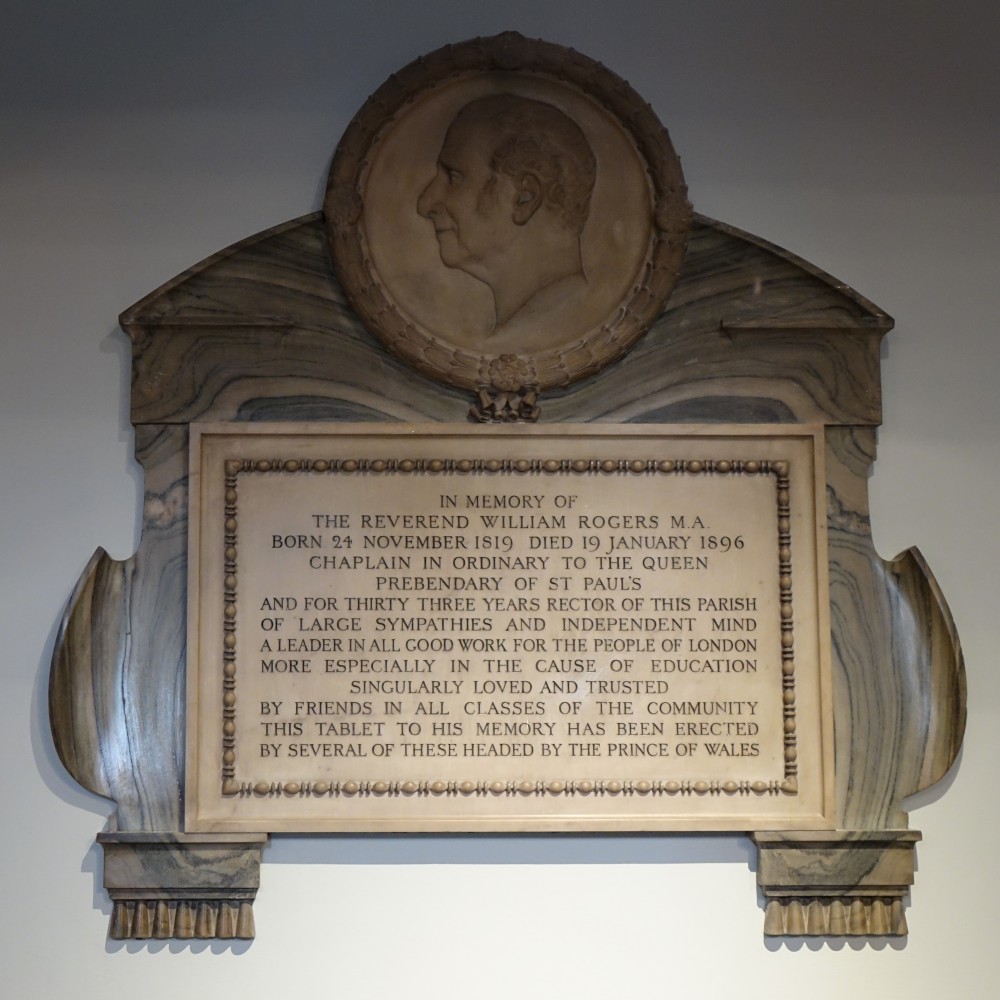 IN MEMORY OF
THE REVEREND WILLIAM ROGERS M.A.
BORN 24 NOVEMBER 1819 DIED 19 JANUARY 1896
CHAPLAIN IN ORDINARY TO THE QUEEN
PREBENDARY OF ST PAUL'S
AND FOR THIRTY THREE YEARS RECTOR OF THIS PARISH
OF LARGE SYMPATHIES AND INDEPENDENT MIND
A LEADER IN ALL GOOD WORK FOR THE PEOPLE OF LONDON
MORE ESPECIALLY IN THE CAUSE OF EDUCATION
SINGULARLY LOVED AND TRUSTED
BY FRIENDS IN ALL CLASSES OF THE COMMUNITY
THIS TABLET TO HIS MEMORY HAS BEEN ERECTED
BY SEVERAL OF THESE HEADED BY THE PRINCE OF WALES